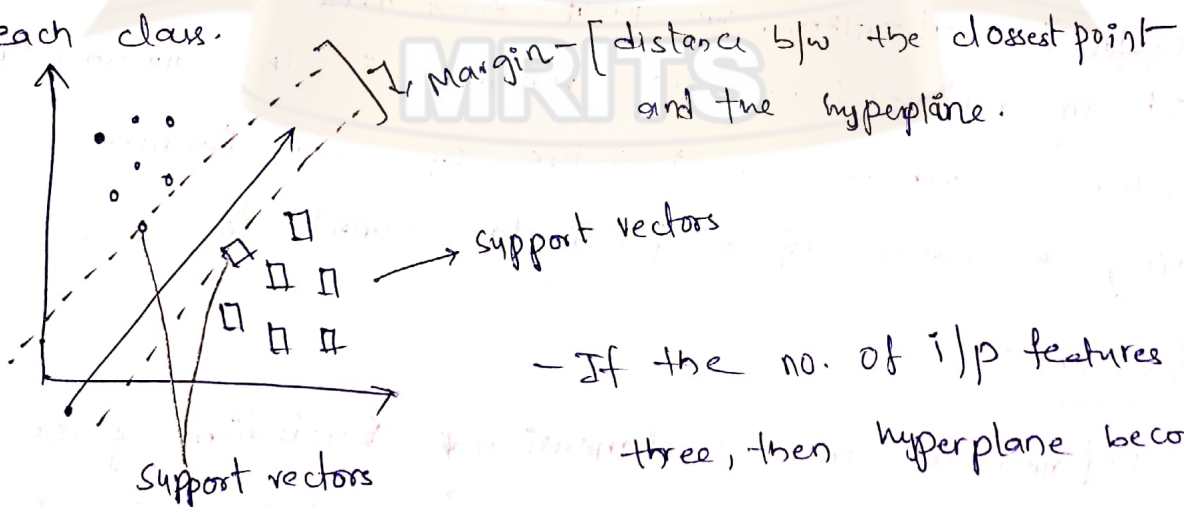 each class.
Margin - [distance b/w the clossest point
and the hyperplane.
MRITS
support vectors
- If the no. of i/p features
three, then hyperplane beco
support vectors